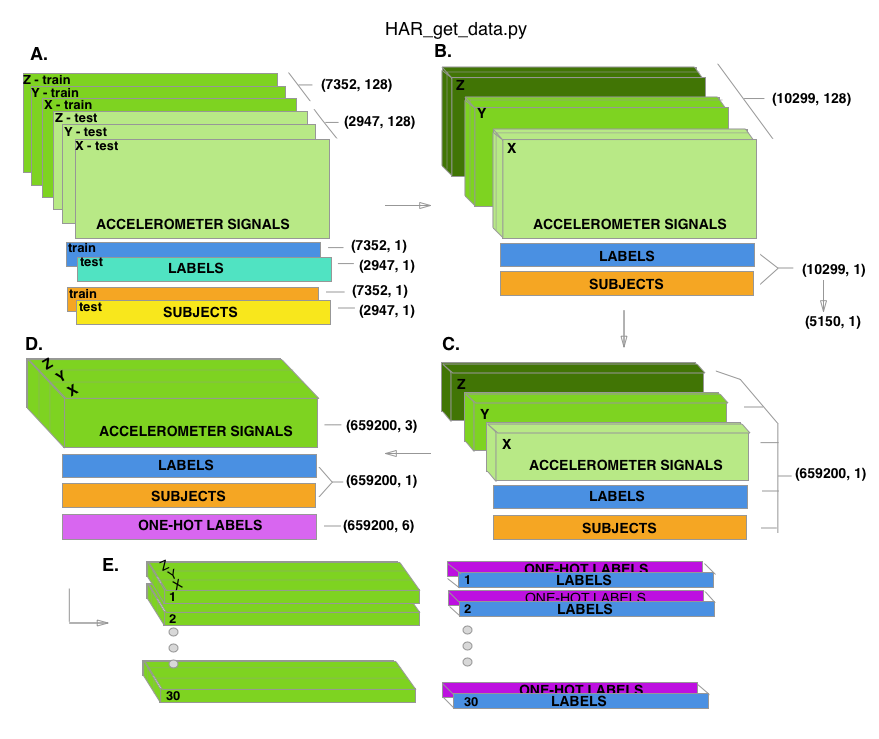 HAR_get_data.py
A.
Z - train
Y - train
X - train
Z - test
Y - test
X - test
ACCELEROMETER SIGNALS
(7352, 128)
(2947, 128)
train
test
LABELS
(7352, 1)
(2947, 1)
train
test
SUBJECTS
(7352, 1)
(2947, 1)
B.
Z
Y
X
ACCELEROMETER SIGNALS
(10299, 128)
LABELS
SUBJECTS
(10299, 1)
(5150, 1)
C.
Z
Y
X
ACCELEROMETER SIGNALS
LABELS
SUBJECTS
(659200, 1)
D.
Z
Y
X
ACCELEROMETER SIGNALS
(659200, 3)
LABELS
SUBJECTS
(659200, 1)
ONE-HOT LABELS
(659200, 6)
E.
Z
Y
X
1
2
30
ONE-HOT LABELS
1 LABELS
ONE-HOT LABELS
2 LABELS
ONE-HOT LABELS
30 LABELS